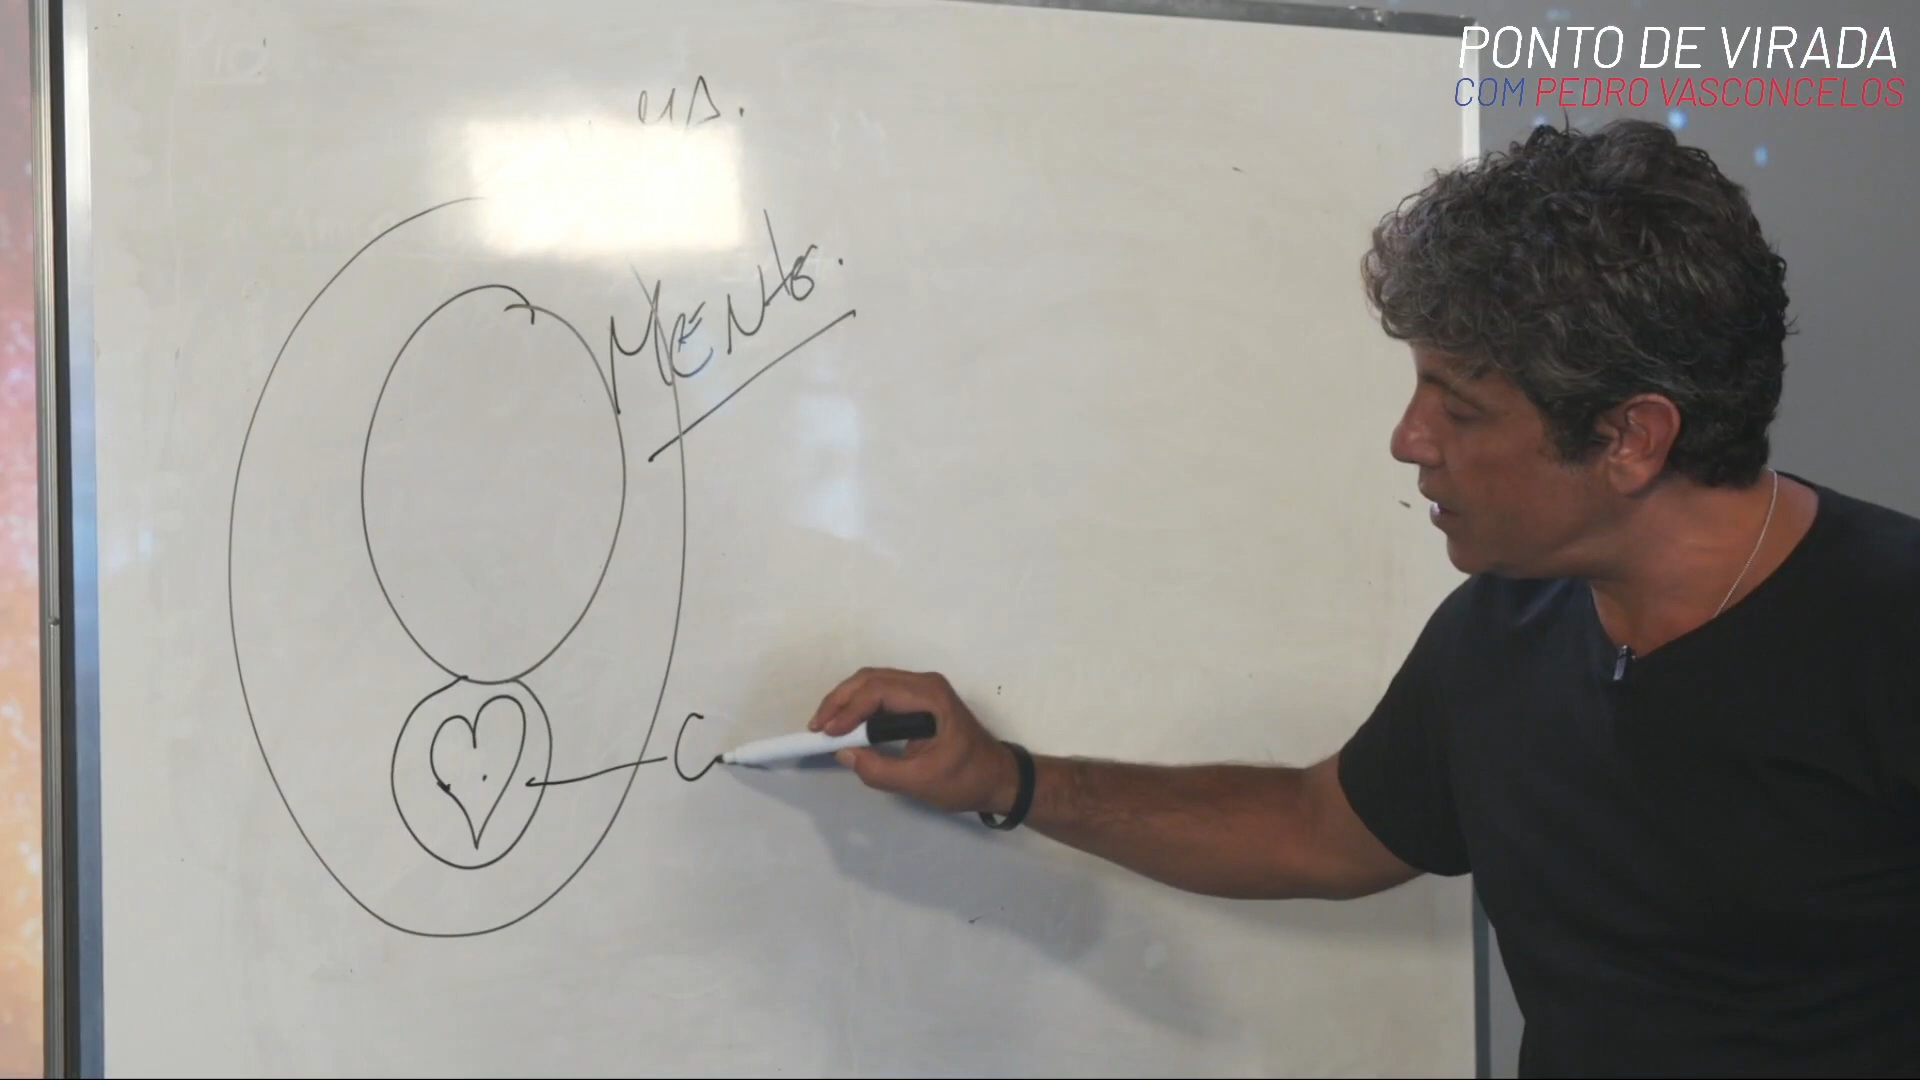 PONTO DE VIRADA
COM PEDRO VASCONCELOS
MENTE.
C